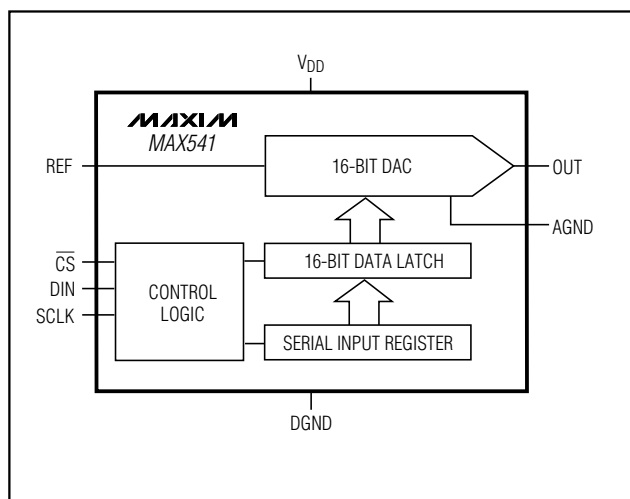 VDD
MAXIM
MAX541
REF
16-BIT DAC
OUT
AGND
CS
16-BIT DATA LATCH
DIN
CONTROL
LOGIC
SCLK
SERIAL INPUT REGISTER
DGND